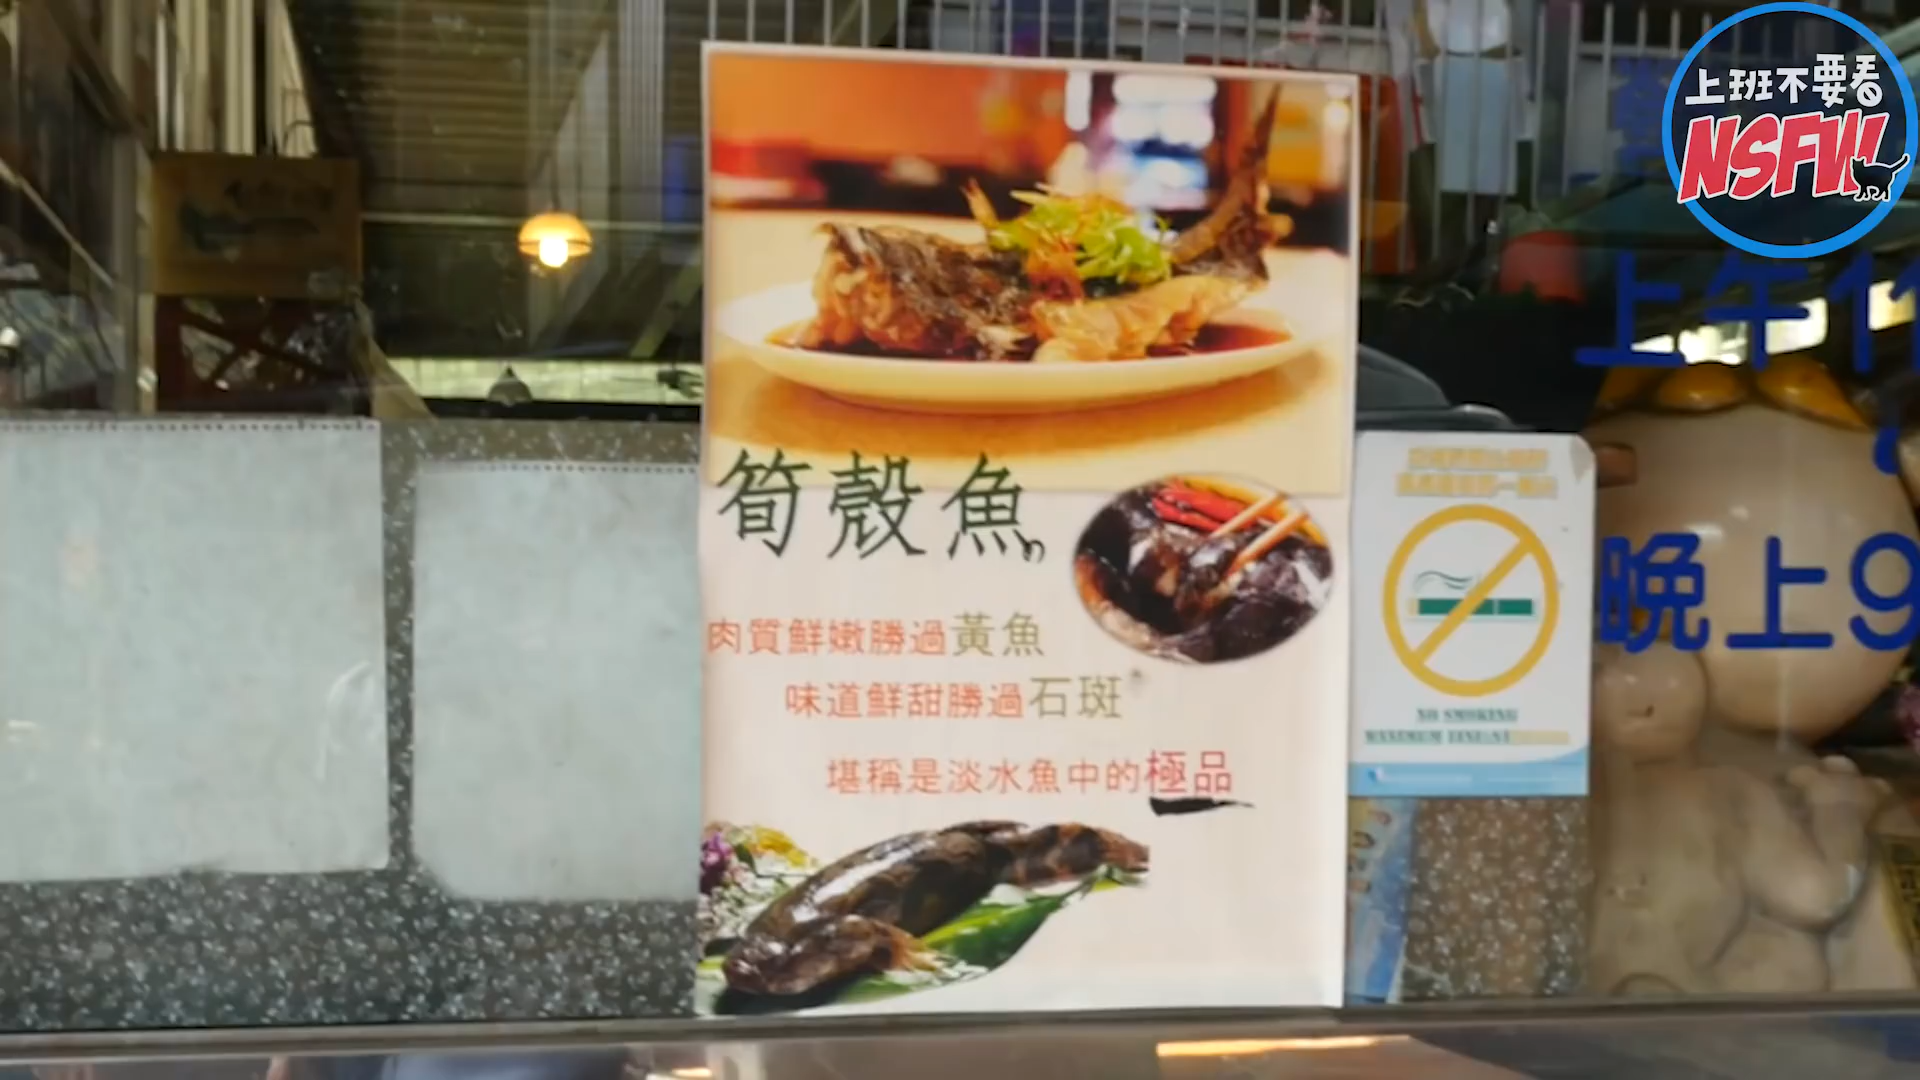 上班不要看
NSFW
上午
筍殼魚
肉質鮮嫩勝過黃魚
味道鮮甜勝過石斑
堪稱是淡水魚中的極品
晚上9
NO SMOKING